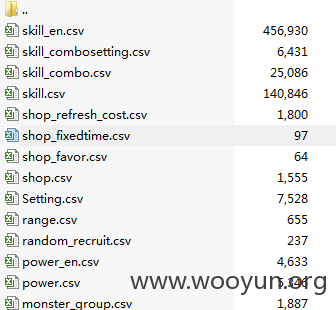 ..
skill_en.csv 456,930
skill_combosetting.csv 6,431
skill_combo.csv 25,086
skill.csv 140,846
shop_refresh_cost.csv 1,800
shop_fixedtime.csv 97
shop_favor.csv 64
shop.csv 1,555
Setting.csv 7,528
range.csv 655
random_recruit.csv 237
power_en.csv 4,633
power.csv
www.wooyun.org
monster_group.csv 1,887